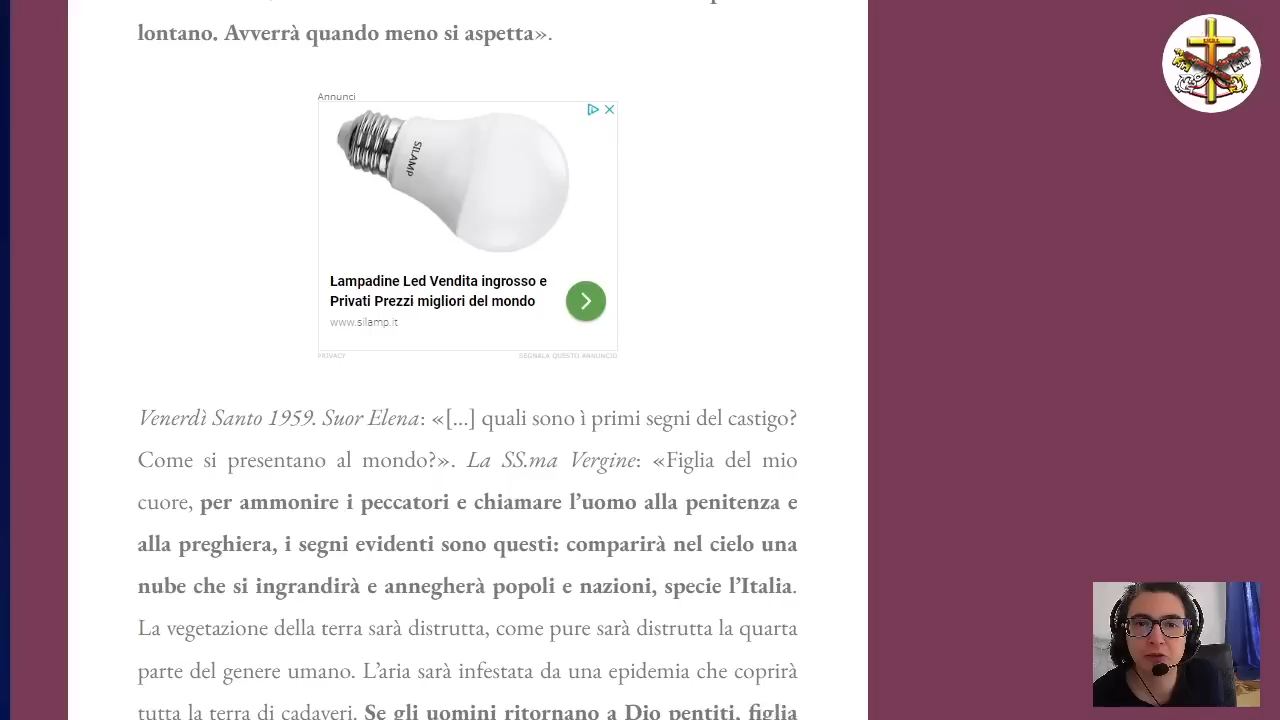 lontano. Avverrà quando meno si aspetta».
Annunci
SILAMP
Lampadine Led Vendita ingrosso e
Privati Prezzi migliori del mondo
www.silamp.it
PRIVACY
SEGNALA QUESTO ANNUNCIO
Venerdì Santo 1959. Suor Elena: «[…] quali sono ì primi segni del castigo?
Come si presentano al mondo?». La SS.ma Vergine: «Figlia del mio
cuore, per ammonire i peccatori e chiamare l’uomo alla penitenza e
alla preghiera, i segni evidenti sono questi: comparirà nel cielo una
nube che si ingrandirà e annegherà popoli e nazioni, specie l’Italia.
La vegetazione della terra sarà distrutta, come pure sarà distrutta la quarta
parte del genere umano. L’aria sarà infestata da una epidemia che coprirà
tutta la terra di cadaveri. Se gli uomini ritornano a Dio pentiti, figlia